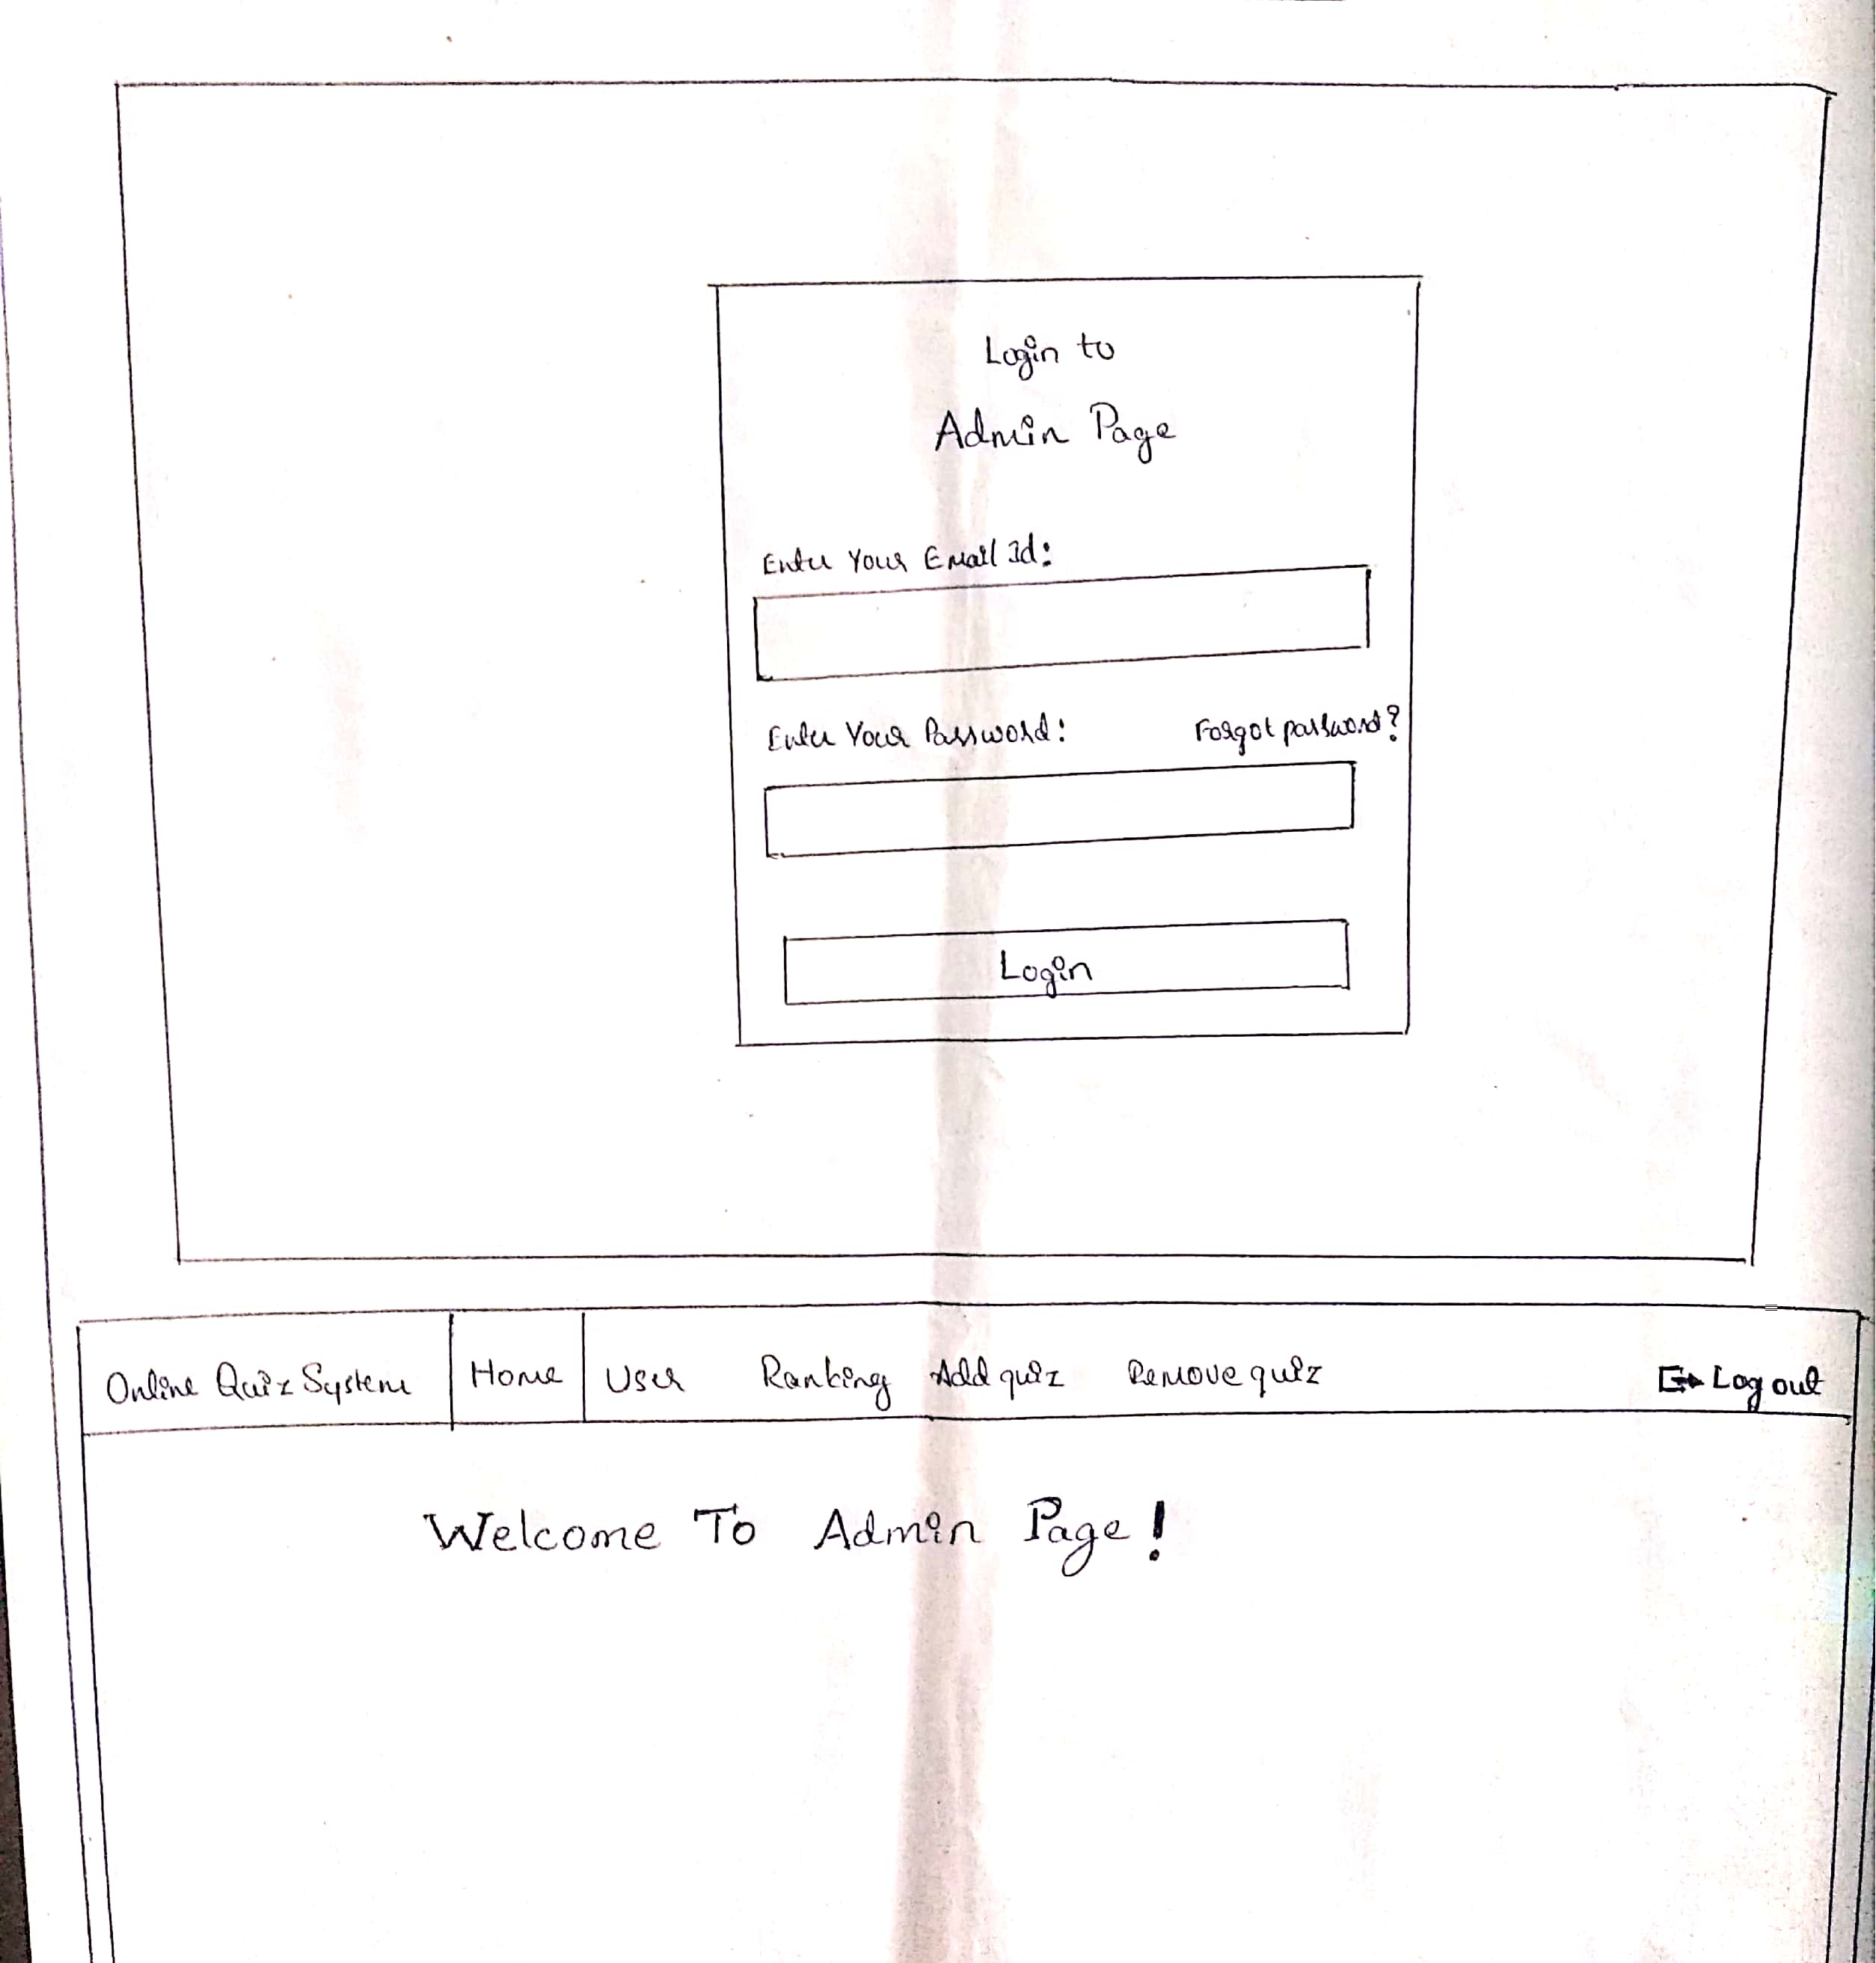 Login to
Admin Page
Enter Your Email Id:
Enter Your Password: Forgot password?
Login
Online Quiz System Home User Ranking Add quiz Remove quiz Log out
Welcome To Admin Page!